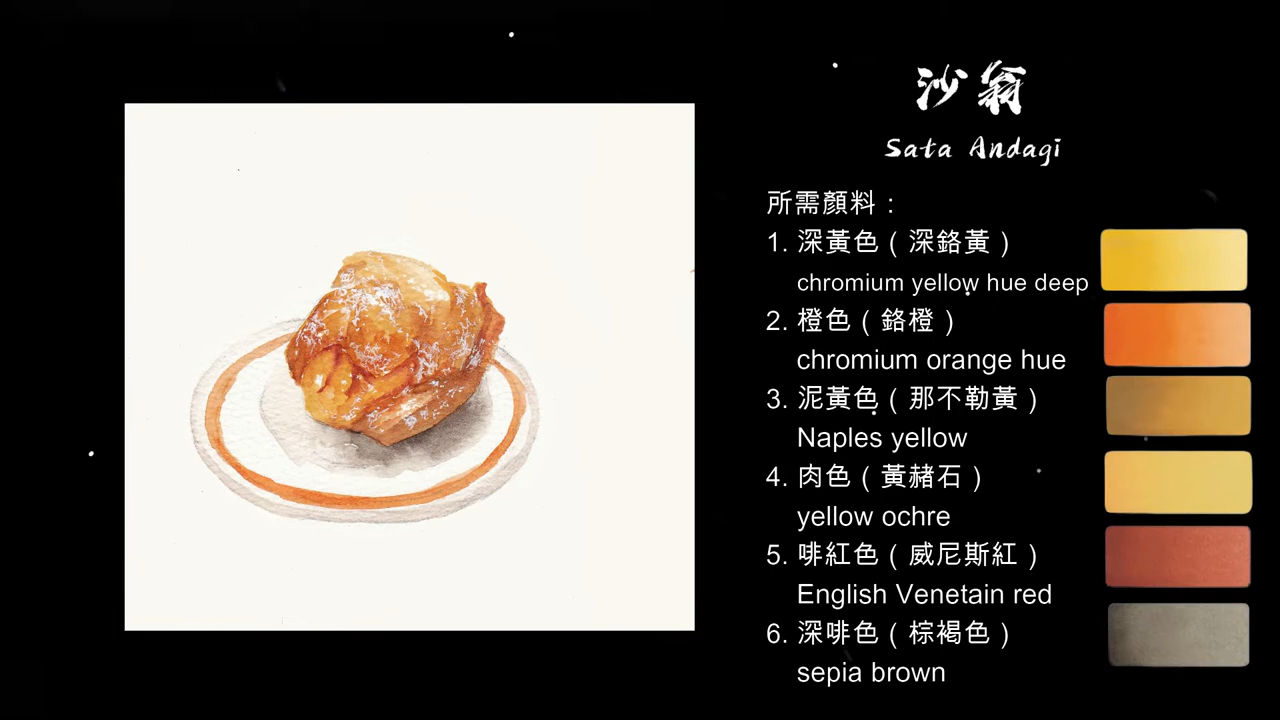 沙翁
Sata Andagi
所需顏料：
1. 深黃色（深鉻黃）
chromium yellow hue deep
2. 橙色（鉻橙）
chromium orange hue
3. 泥黃色（那不勒黃）
Naples yellow
4. 肉色（黃赭石）
yellow ochre
5. 啡紅色（威尼斯紅）
English Venetain red
6. 深啡色（棕褐色）
sepia brown